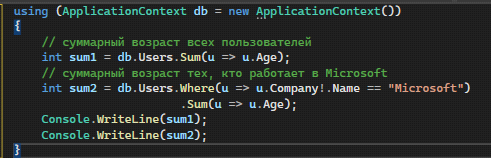 using (ApplicationContext db = new ApplicationContext())
{
    // суммарный возраст всех пользователей
    int sum1 = db.Users.Sum(u => u.Age);
    // суммарный возраст тех, кто работает в Microsoft
    int sum2 = db.Users.Where(u => u.Company!.Name == "Microsoft")
                        .Sum(u => u.Age);
    Console.WriteLine(sum1);
    Console.WriteLine(sum2);
}